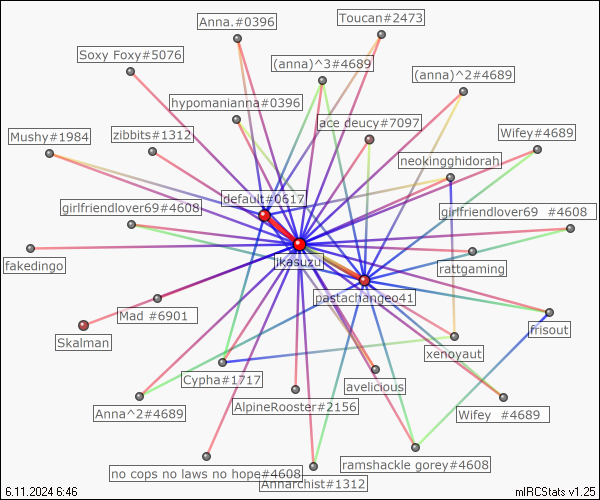 Anna.#0396
Toucan#2473
Soxy Foxy#5076
(anna)^3#4689
(anna)^2#4689
hypomanianna#0396
ace deucy#7097
Mushy#1984
zibbits#1312
Wifey#4689
neokingghidorah
default#0617
girlfriendlover69#4608
girlfriendlover69 #4608
fakedingo
ikasuzu
rattgaming
pastachangeo41
Mad #6901
frisout
Skalman
xenoyaut
Cypha#1717
avelicious
Anna^2#4689
AlpineRooster#2156
Wifey #4689
no cops no laws no hope#4608
ramshackle gorey#4608
Annarchist#1312
6.11.2024 6:46
mIRCStats v1.25